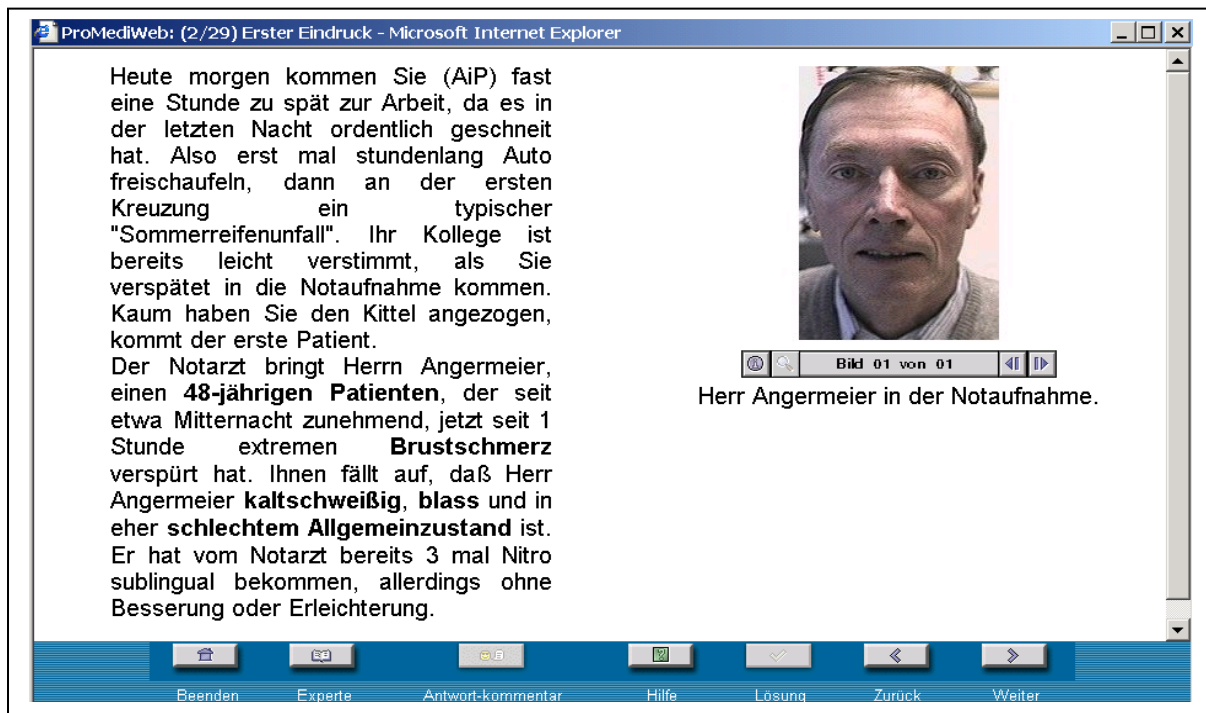 ProMediWeb: (2/29) Erster Eindruck - Microsoft Internet Explorer
Heute morgen kommen Sie (AiP) fast
eine Stunde zu spät zur Arbeit, da es in
der letzten Nacht ordentlich geschneit
hat. Also erst mal stundenlang Auto
freischaufeln, dann an der ersten
Kreuzung ein typischer
"Sommerreifenunfall". Ihr Kollege ist
bereits leicht verstimmt, als Sie
verspätet in die Notaufnahme kommen.
Kaum haben Sie den Kittel angezogen,
kommt der erste Patient.
Der Notarzt bringt Herrn Angermeier,
einen 48-jährigen Patienten, der seit
etwa Mitternacht zunehmend, jetzt seit 1
Stunde extremen Brustschmerz
verspürt hat. Ihnen fällt auf, daß Herr
Angermeier kaltschweißig, blass und in
eher schlechtem Allgemeinzustand ist.
Er hat vom Notarzt bereits 3 mal Nitro
sublingual bekommen, allerdings ohne
Besserung oder Erleichterung.
Bild 01 von 01
Herr Angermeier in der Notaufnahme.
Beenden Experte Antwort-kommentar Hilfe Lösung Zurück Weiter